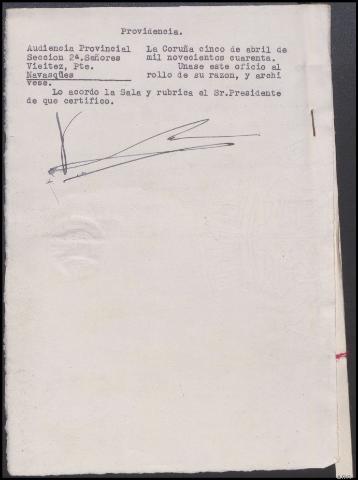 Providencia.
Audiencia Provincial La Coruña cinco de abril de
Seccion 2ª.Señores mil novecientos cuarenta.
Vieitez, Pte. Unase este oficio al
Navasqües rollo de su razon, y archi
vese.
Lo acordo la Sala y rubrica el Sr.Presidente
de que certifico.